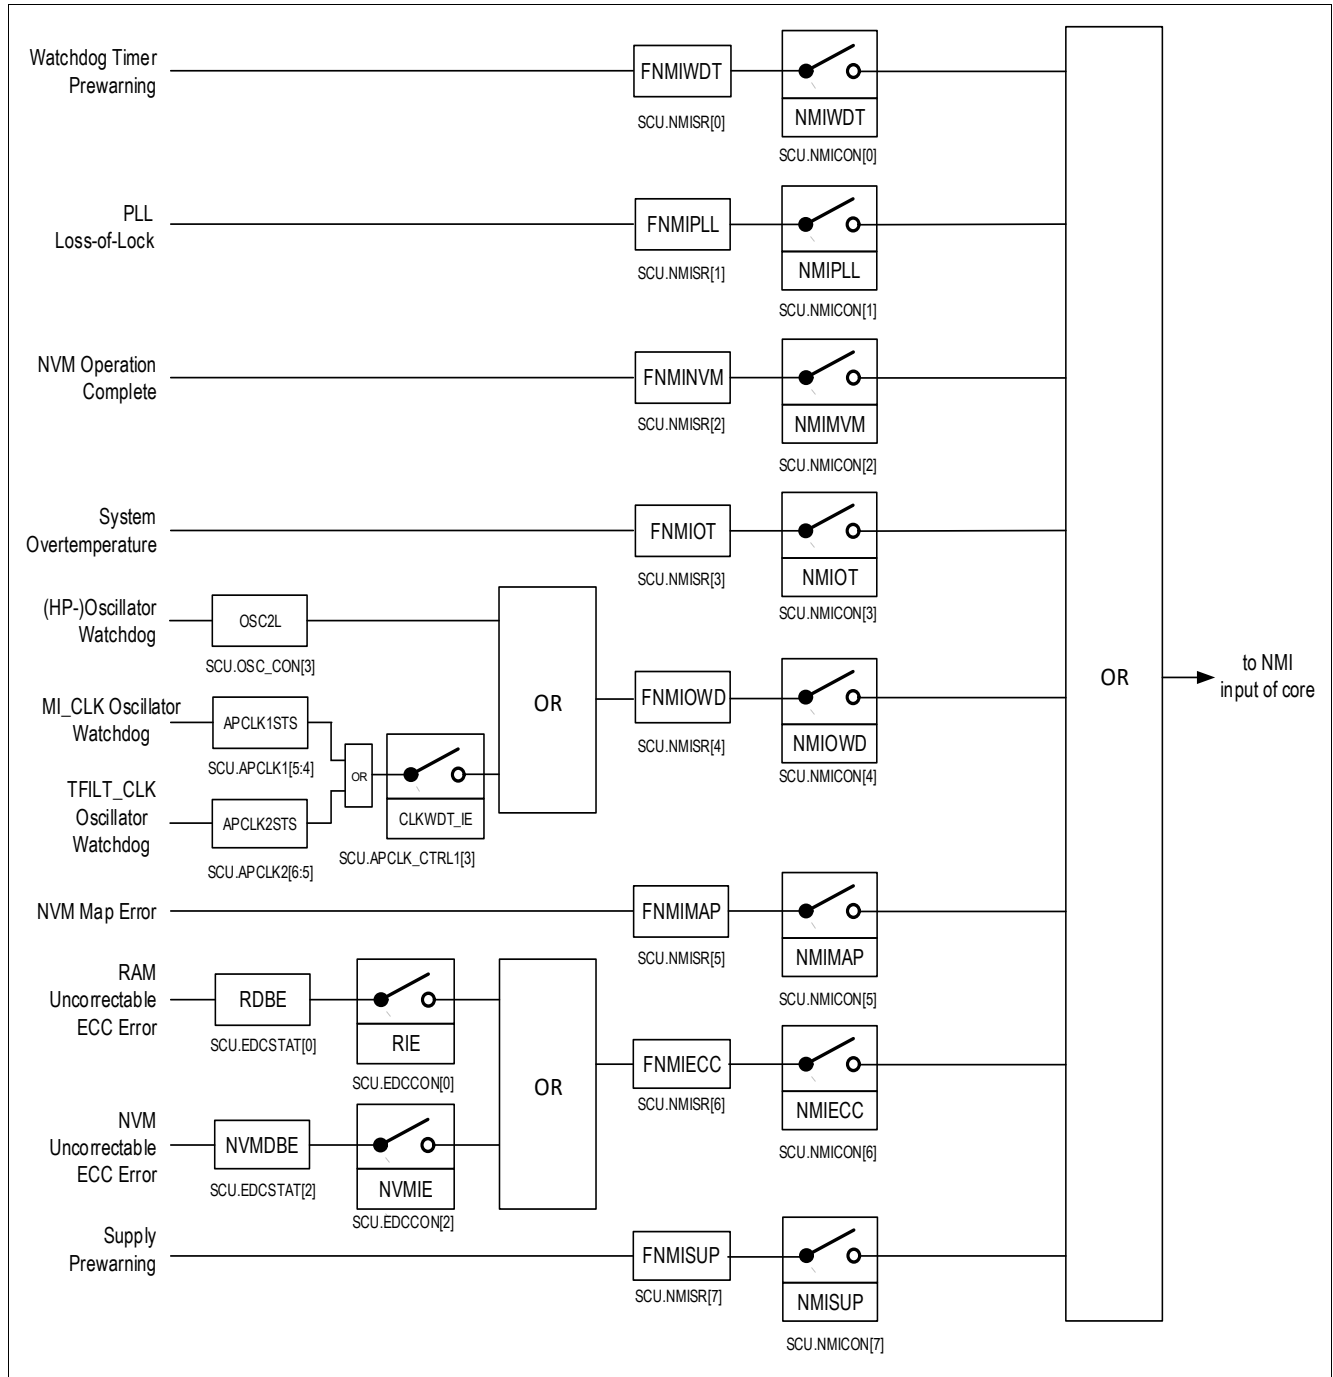 Watchdog Timer
Prewarning
FNMIWDT
SCU.NMISR[0]
NMIWDT
SCU.NMICON[0]
PLL
Loss-of-Lock
FNMIPLL
SCU.NMISR[1]
NMIPLL
SCU.NMICON[1]
NVM Operation
Complete
FNMINVM
SCU.NMISR[2]
NMIMVM
SCU.NMICON[2]
System
Overtemperature
FNMIOT
SCU.NMISR[3]
NMIOT
SCU.NMICON[3]
(HP-)Oscillator
Watchdog
OSC2L
SCU.OSC_CON[3]
MI_CLK Oscillator
Watchdog
APCLK1STS
SCU.APCLK1[5:4]
TFILT_CLK
Oscillator
Watchdog
APCLK2STS
SCU.APCLK2[6:5]
OR
CLKWDT_IE
SCU.APCLK_CTRL1[3]
OR
FNMIOWD
SCU.NMISR[4]
NMIOWD
SCU.NMICON[4]
OR
to NMI
input of core
NVM Map Error
FNMIMAP
SCU.NMISR[5]
NMIMAP
SCU.NMICON[5]
RAM
Uncorrectable
ECC Error
RDBE
SCU.EDCSTAT[0]
RIE
SCU.EDCCON[0]
NVM
Uncorrectable
ECC Error
NVMDBE
SCU.EDCSTAT[2]
NVMIE
SCU.EDCCON[2]
OR
FNMIECC
SCU.NMISR[6]
NMIECC
SCU.NMICON[6]
Supply
Prewarning
FNMISUP
SCU.NMISR[7]
NMISUP
SCU.NMICON[7]